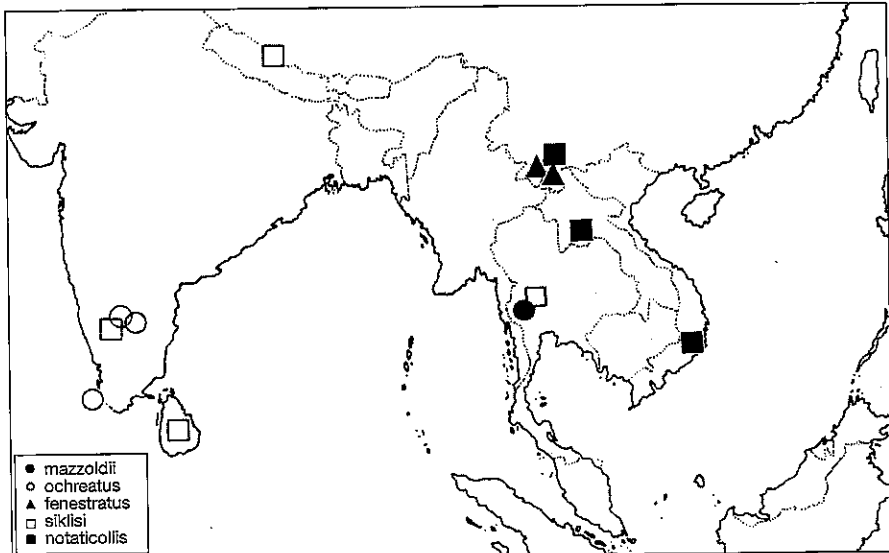 mazzoldii
ochreatus
fenestratus
siklisi
notaticollis